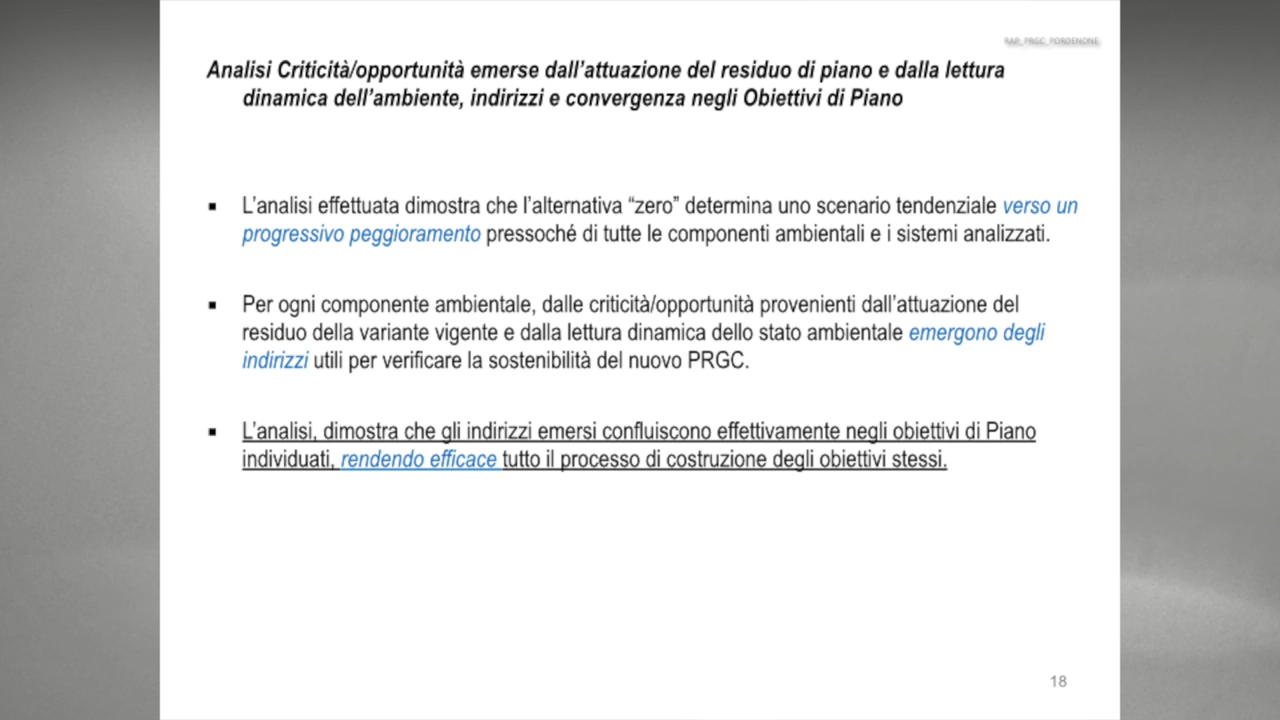 RAP_PRGC_PORDENONE
Analisi Criticità/opportunità emerse dall'attuazione del residuo di piano e dalla lettura
dinamica dell'ambiente, indirizzi e convergenza negli Obiettivi di Piano
▪ L'analisi effettuata dimostra che l'alternativa “zero” determina uno scenario tendenziale verso un
progressivo peggioramento pressoché di tutte le componenti ambientali e i sistemi analizzati.
▪ Per ogni componente ambientale, dalle criticità/opportunità provenienti dall'attuazione del
residuo della variante vigente e dalla lettura dinamica dello stato ambientale emergono degli
indirizzi utili per verificare la sostenibilità del nuovo PRGC.
▪ L'analisi, dimostra che gli indirizzi emersi confluiscono effettivamente negli obiettivi di Piano
individuati, rendendo efficace tutto il processo di costruzione degli obiettivi stessi.
18